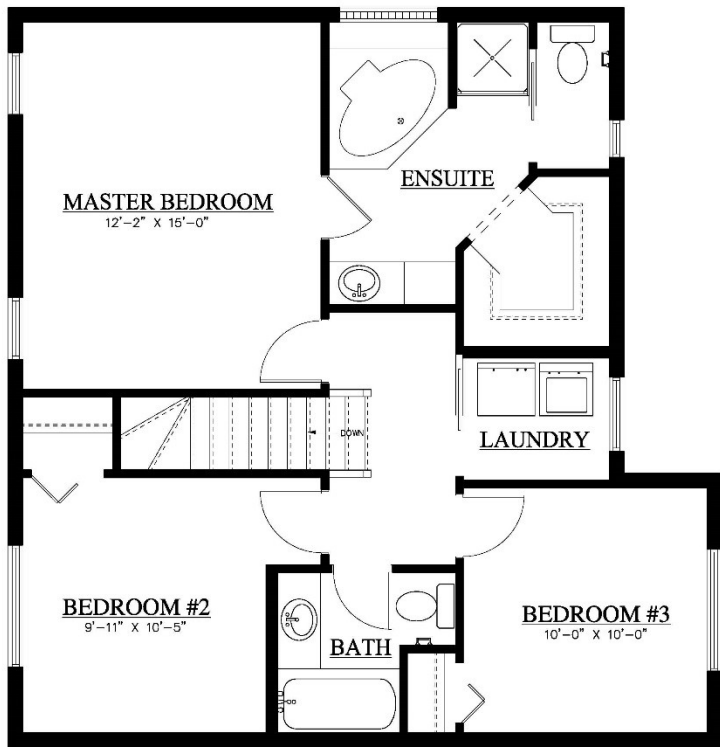 ENSUITE
MASTER BEDROOM
12'-2" X 15'-0"
DOWN
LAUNDRY
BEDROOM #2
9'-11" X 10'-5"
BEDROOM #3
10'-0" X 10'-0"
BATH